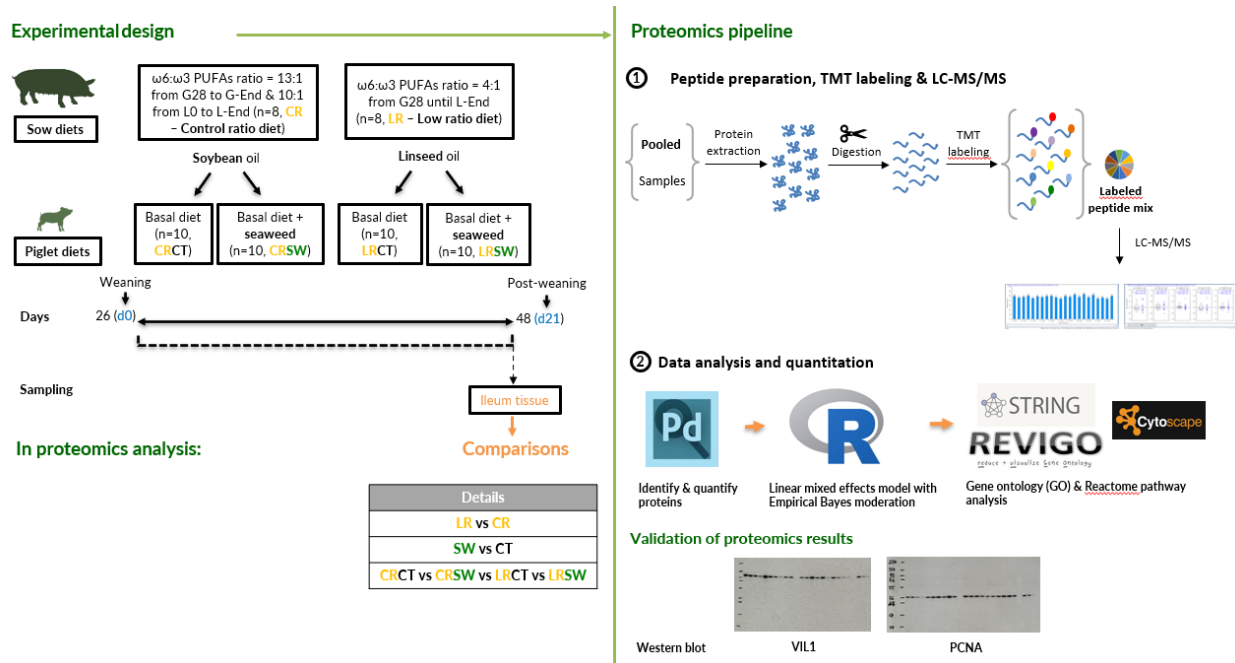 Experimental design
Sow diets
ω6:ω3 PUFAs ratio = 13:1
from G28 to G-End & 10:1
from L0 to L-End (n=8, CR
– Control ratio diet)
ω6:ω3 PUFAs ratio = 4:1
from G28 until L-End
(n=8, LR – Low ratio diet)
Soybean oil
Linseed oil
Piglet diets
Basal diet
(n=10,
CRCT)
Basal diet +
seaweed
(n=10, CRSW)
Basal diet
(n=10,
LRCT)
Basal diet +
seaweed
(n=10, LRSW)
Weaning
Post-weaning
Days
26 (d0)
48 (d21)
Sampling
Ileum tissue
In proteomics analysis:
Comparisons
Details
LR vs CR
SW vs CT
CRCT vs CRSW vs LRCT vs LRSW
Proteomics pipeline
1 Peptide preparation, TMT labeling & LC-MS/MS
Pooled
Samples
Protein
extraction
Digestion
TMT
labeling
Labeled
peptide mix
LC-MS/MS
2 Data analysis and quantitation
Pd
R
STRING
REVIGO
reduce + visualize Gene Ontology
Cytoscape
Identify & quantify
proteins
Linear mixed effects model with
Empirical Bayes moderation
Gene ontology (GO) & Reactome pathway
analysis
Validation of proteomics results
Western blot
VIL1
PCNA